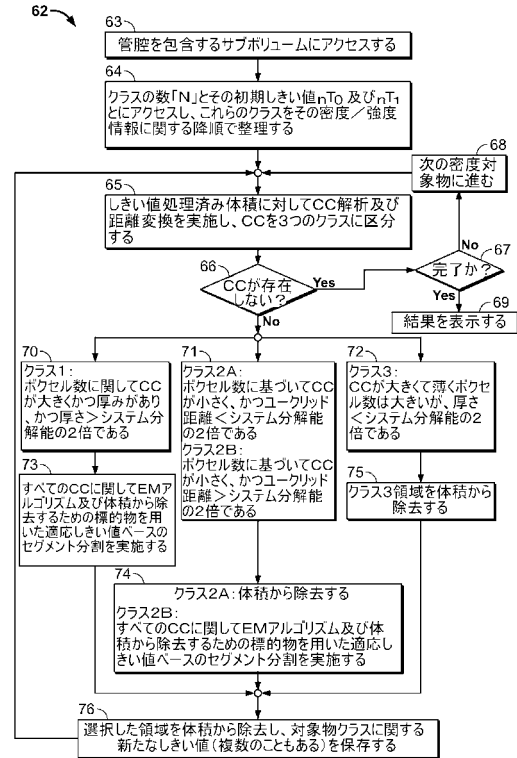 62
63
管腔を包含するサブボリュームにアクセスする
64
クラスの数「N」とその初期しきい値nT0 及びnT1
とにアクセスし、これらのクラスをその密度／強度
情報に関する降順で整理する
68
次の密度対
象物に進む
65
しきい値処理済み体積に対してCC解析及び
距離変換を実施し、CCを3つのクラスに区分
する
66
CCが存在
しない？
Yes
No
67
完了か？
No
Yes
69
結果を表示する
70
クラス1：
ボクセル数に関してCC
が大きくかつ厚みがあ
り、かつ厚さ＞システム分
解能の2倍である
71
クラス2A：
ボクセル数に基づいてCC
が小さく、かつユークリッド
距離＜システム分解能の
2倍である
クラス2B：
ボクセル数に基づいてCC
が小さく、かつユークリッド
距離＞システム分解能の
2倍である
72
クラス3：
CCが大きくて薄くボクセ
ル数は大きいが、厚さ
＜システム分解能の2
倍である
73
すべてのCCに関してEMア
ルゴリズム及び体積から除
去するための標的物を用い
た適応しきい値ベースの
セグメント分割を実施する
75
クラス3領域を体積から
除去する
74
クラス2A：体積から除去する
クラス2B：
すべてのCCに関してEMアルゴリズム及び体
積から除去するための標的物を用いた適応し
きい値ベースのセグメント分割を実施する
76
選択した領域を体積から除去し、対象物クラスに関する
新たなしきい値（複数のこともある）を保存する